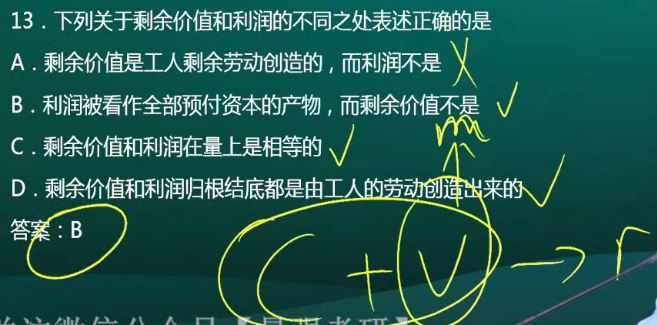 13．下列关于剩余价值和利润的不同之处表述正确的是
A．剩余价值是工人剩余劳动创造的，而利润不是
B．利润被看作全部预付资本的产物，而剩余价值不是
m
C．剩余价值和利润在量上是相等的
D．剩余价值和利润归根结底都是由工人的劳动创造出来的
答案：B
C + V → r